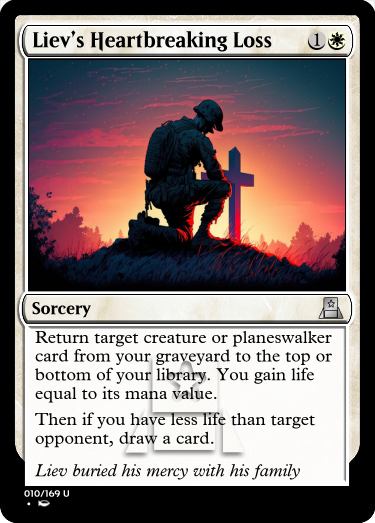 Liev's Heartbreaking Loss 1
Sorcery
Return target creature or planeswalker
card from your graveyard to the top or
bottom of your library. You gain life
equal to its mana value.
Then if you have less life than target
opponent, draw a card.
Liev buried his mercy with his family
010/169 U